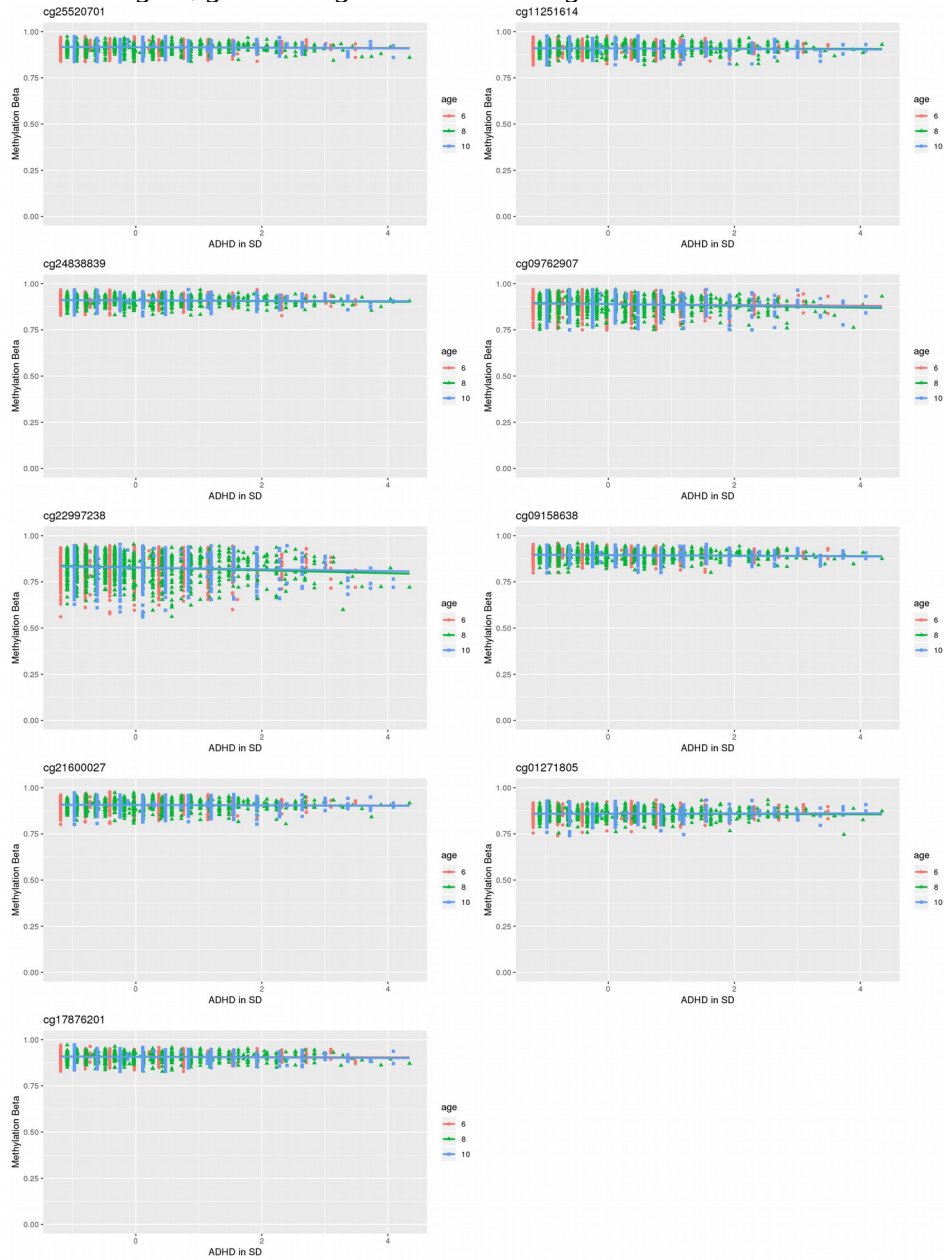 cg25520701
1.00
0.75
0.50
0.25
0.00
Methylation Beta
0 2 4
ADHD in SD
age
6
8
10
cg11251614
1.00
0.75
0.50
0.25
0.00
Methylation Beta
0 2 4
ADHD in SD
age
6
8
10
cg24838839
1.00
0.75
0.50
0.25
0.00
Methylation Beta
0 2 4
ADHD in SD
age
6
8
10
cg09762907
1.00
0.75
0.50
0.25
0.00
Methylation Beta
0 2 4
ADHD in SD
age
6
8
10
cg22997238
1.00
0.75
0.50
0.25
0.00
Methylation Beta
0 2 4
ADHD in SD
age
6
8
10
cg09158638
1.00
0.75
0.50
0.25
0.00
Methylation Beta
0 2 4
ADHD in SD
age
6
8
10
cg21600027
1.00
0.75
0.50
0.25
0.00
Methylation Beta
0 2 4
ADHD in SD
age
6
8
10
cg01271805
1.00
0.75
0.50
0.25
0.00
Methylation Beta
0 2 4
ADHD in SD
age
6
8
10
cg17876201
1.00
0.75
0.50
0.25
0.00
Methylation Beta
0 2 4
ADHD in SD
age
6
8
10